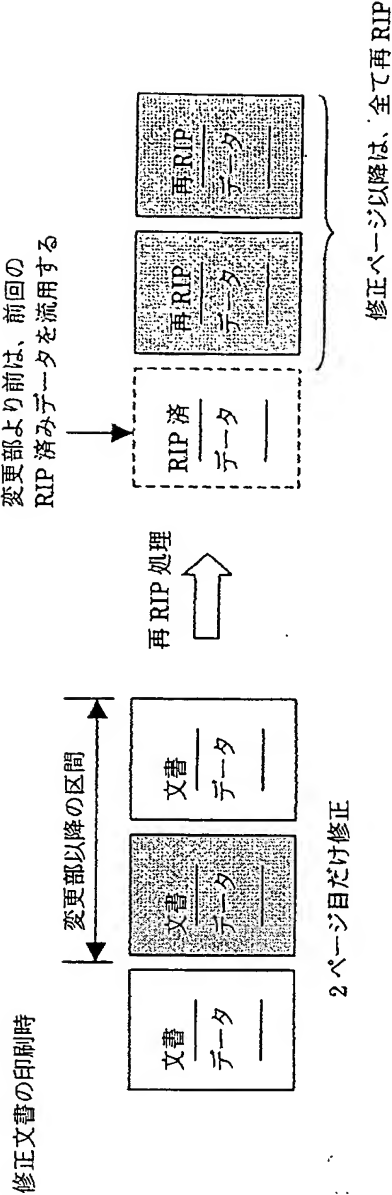 修正文書の印刷時
変更部以降の区間
文書
データ
文書
データ
文書
データ
2ページ目だけ修正
再RIP処理
変更部より前は、前回の
RIP済みデータを流用する
RIP済
データ
再RIP
データ
再RIP
データ
修正ページ以降は、全て再RIP